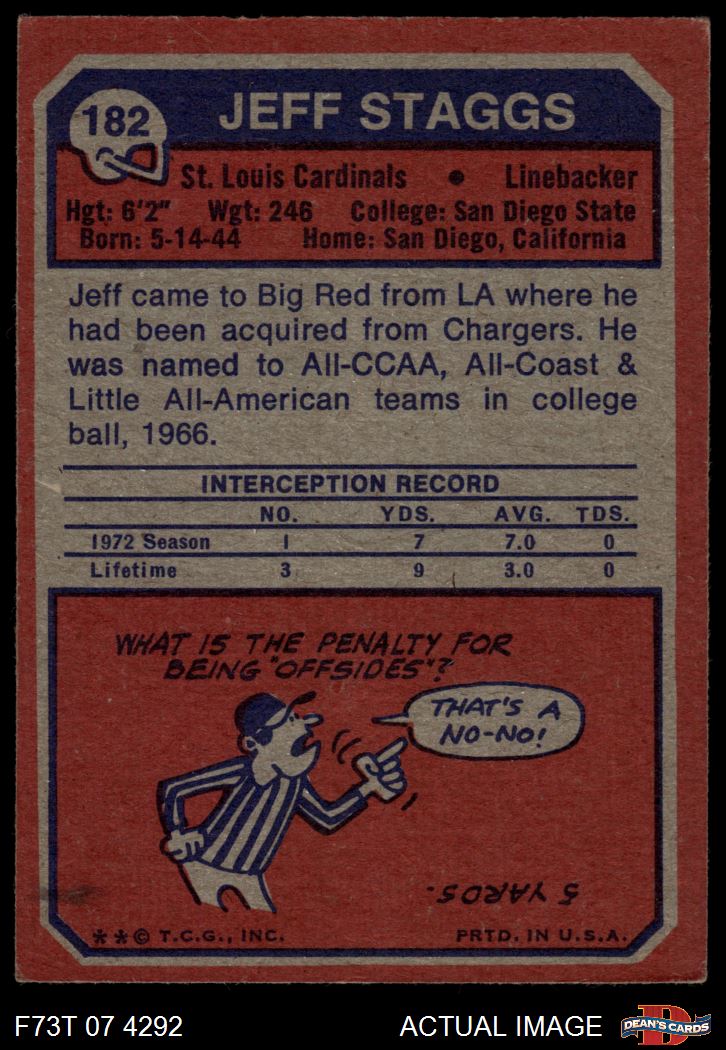 182
JEFF STAGGS
St. Louis Cardinals • Linebacker
Hgt: 6'2" Wgt: 246 College: San Diego State
Born: 5-14-44 Home: San Diego, California
Jeff came to Big Red from LA where he
had been acquired from Chargers. He
was named to All-CCAA, All-Coast &
Little All-American teams in college
ball, 1966.
INTERCEPTION RECORD
NO. YDS. AVG. TDS.
1972 Season 1 7 7.0 0
Lifetime 3 9 3.0 0
WHAT IS THE PENALTY FOR
BEING "OFFSIDES"?
THAT'S A
NO-NO!
5 YARDS.
**© T.C.G., INC. PRTD. IN U.S.A.
F73T 07 4292 ACTUAL IMAGE
D
DEAN'S CARDS